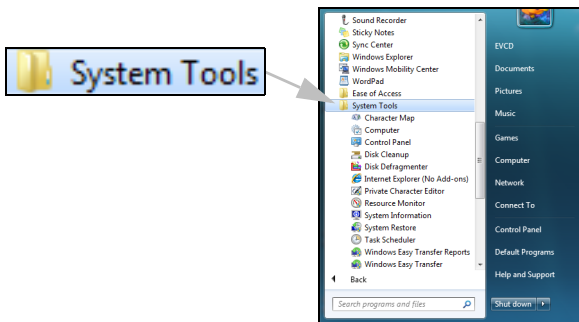 System Tools
Sound Recorder
Sticky Notes
Sync Center
Windows Explorer
Windows Mobility Center
WordPad
Ease of Access
System Tools
Character Map
Computer
Control Panel
Disk Cleanup
Disk Defragmenter
Internet Explorer (No Add-ons)
Private Character Editor
Resource Monitor
System Information
System Restore
Task Scheduler
Windows Easy Transfer Reports
Windows Easy Transfer
Back
Search programs and files
EVCD
Documents
Pictures
Music
Games
Computer
Network
Connect To
Control Panel
Default Programs
Help and Support
Shut down